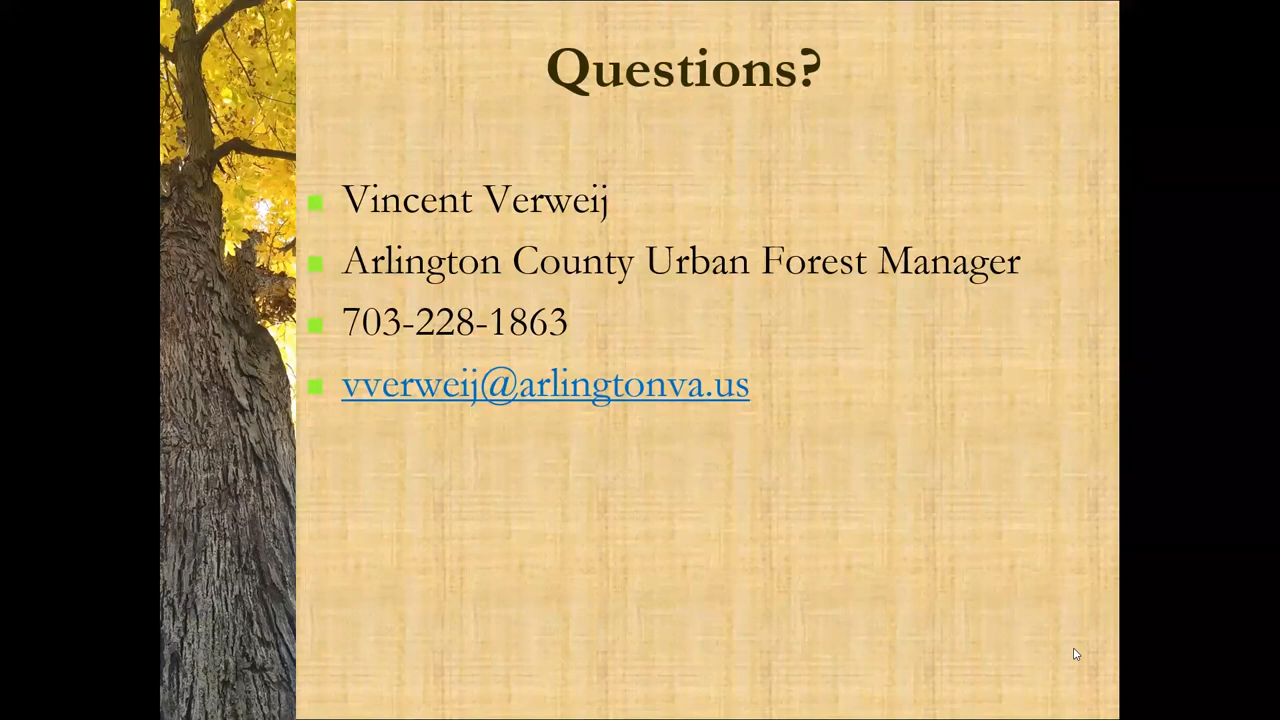 Questions?
Vincent Verweij
Arlington County Urban Forest Manager
703-228-1863
vverweij@arlingtonva.us